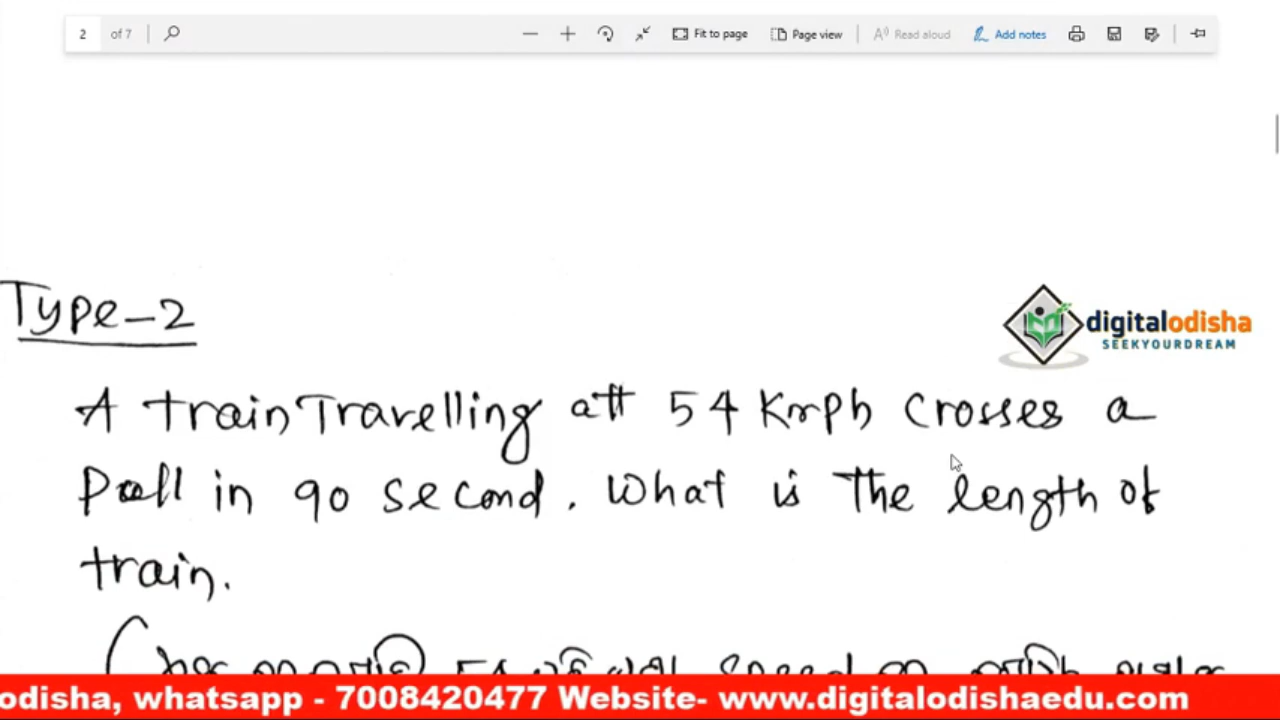 2 of 7 Fit to page Page view Read aloud Add notes
Type-2
digitalodisha
SEEKYOURDREAM
A train Travelling at 54 Kmph crosses a
Poll in 90 second. What is the length of
train.
odisha, whatsapp - 7008420477 Website- www.digitalodishaedu.com